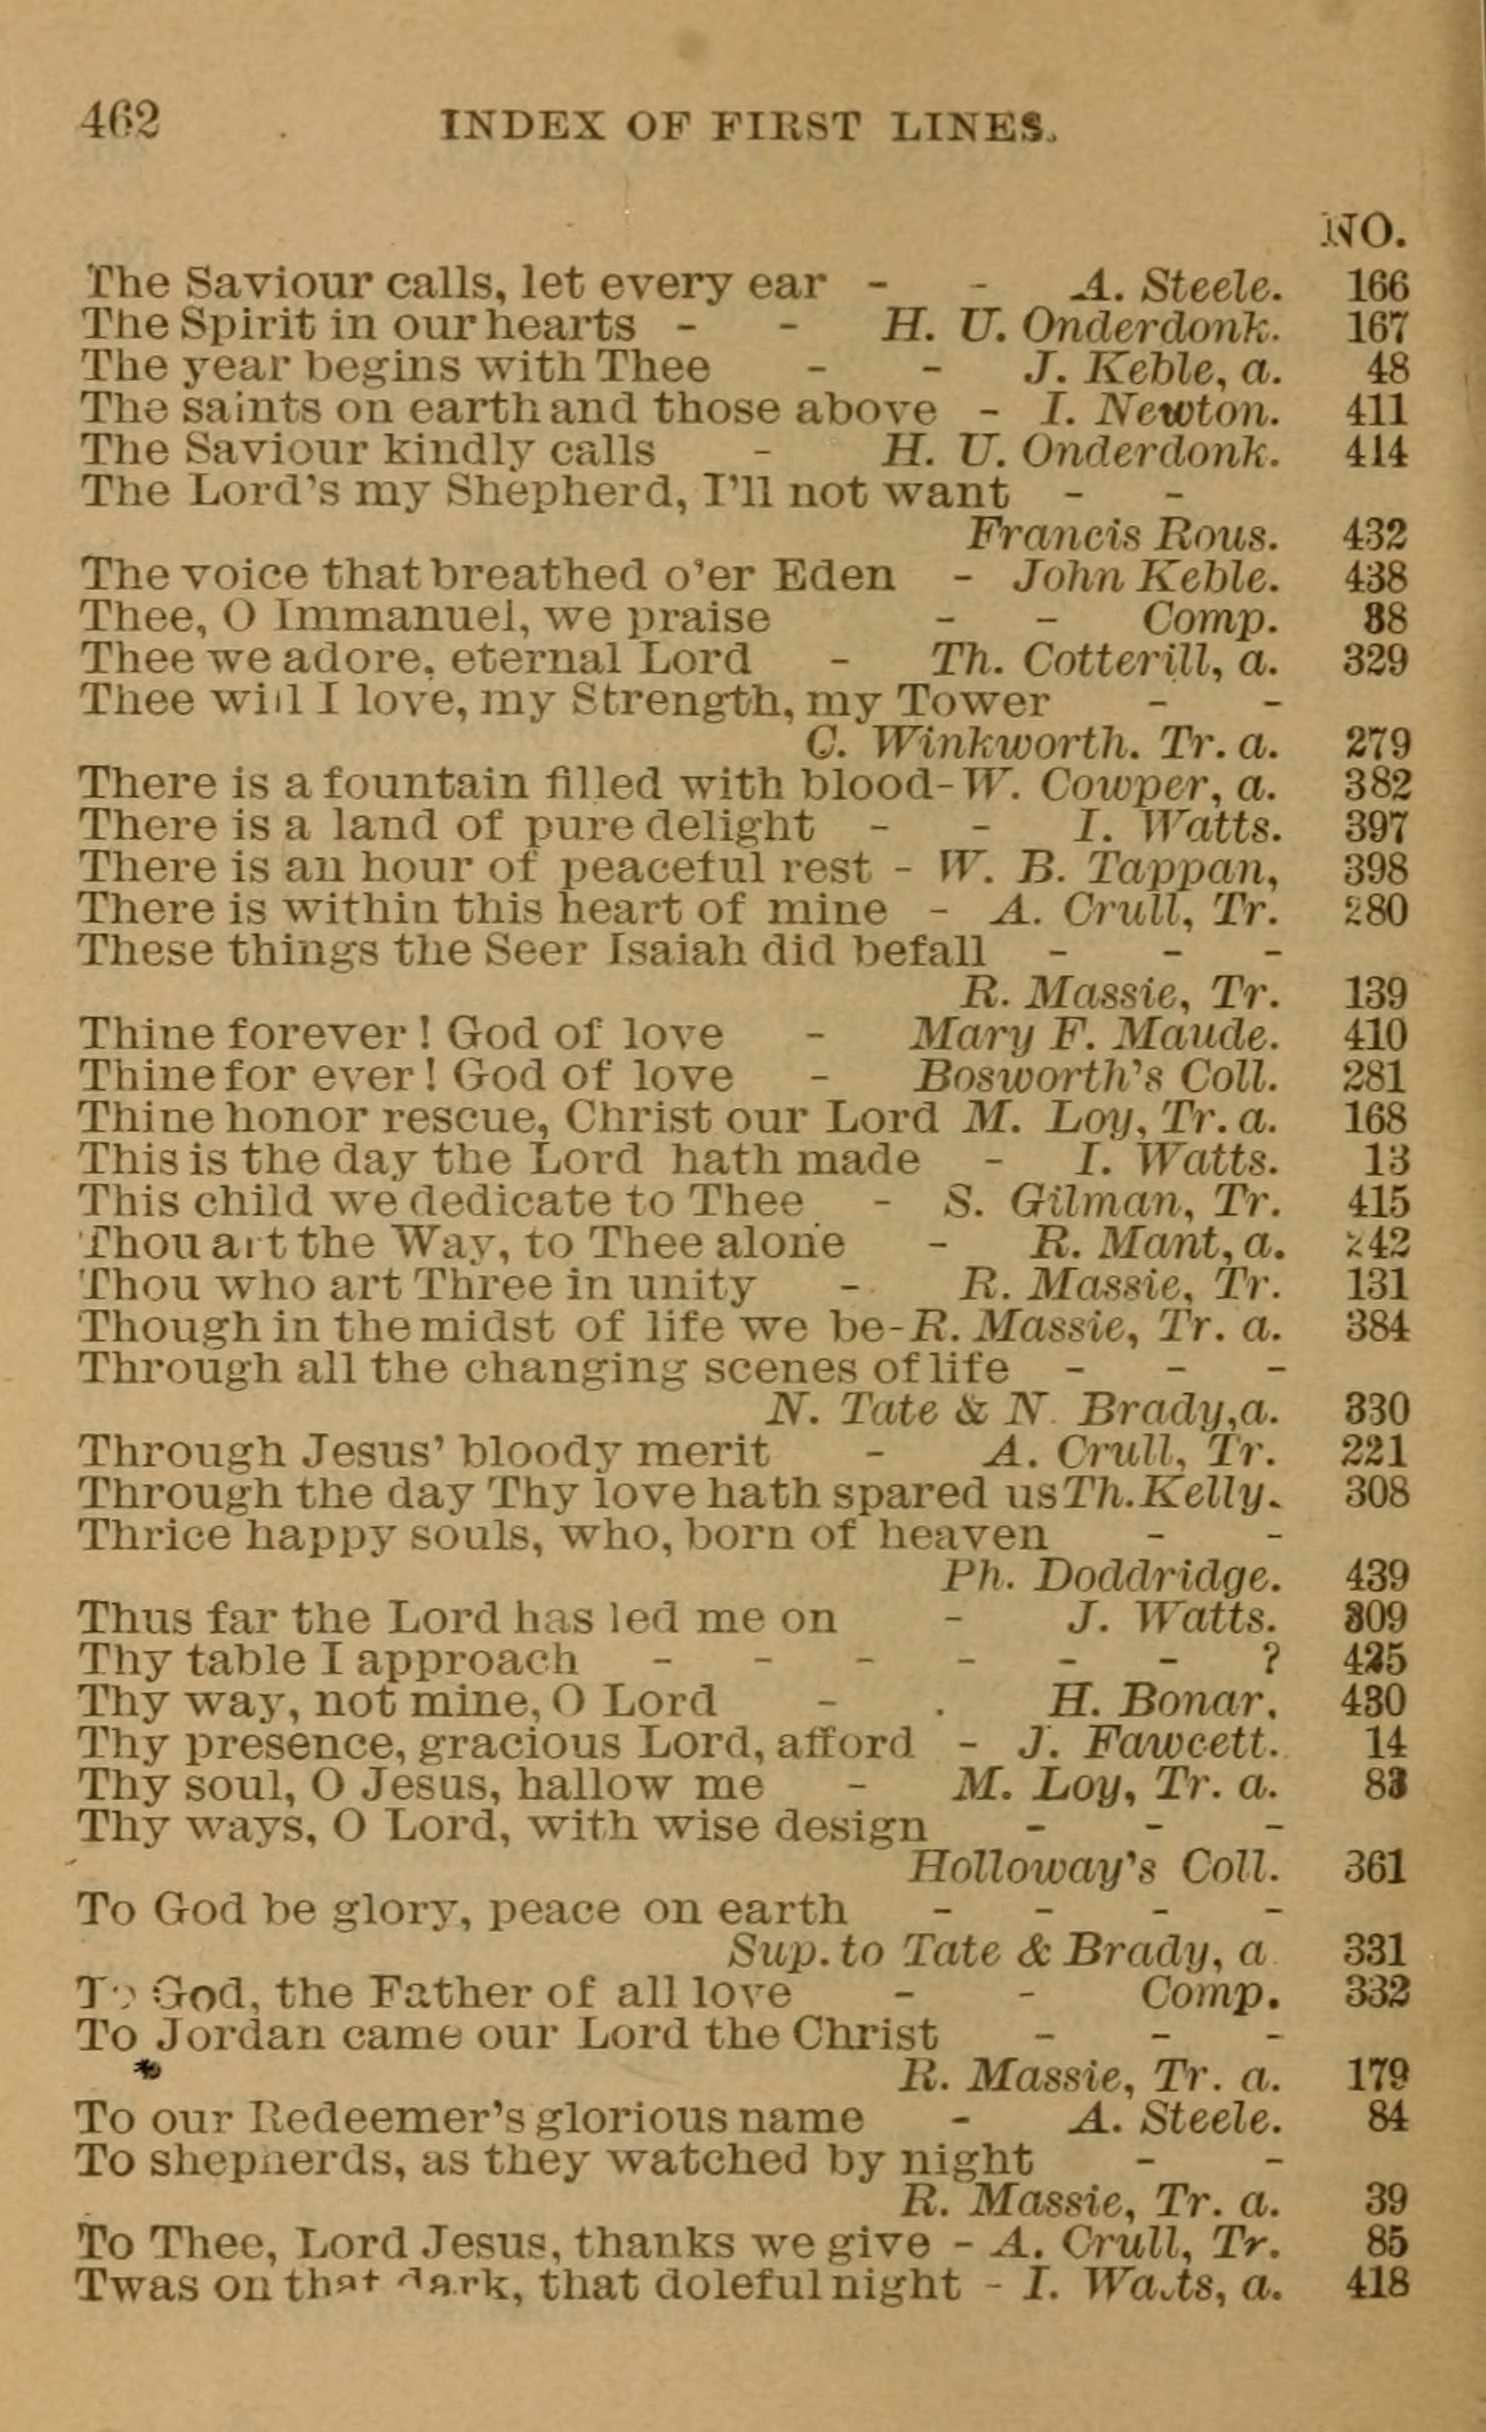 462 INDEX OF FIRST LINES.
NO.
The Saviour calls, let every ear - - A. Steele. 166
The Spirit in our hearts - - H. U. Onderdonk. 167
The year begins with Thee - - J. Keble, a. 48
The saints on earth and those above - I. Newton. 411
The Saviour kindly calls - H. U. Onderdonk. 414
The Lord's my Shepherd, I'll not want - -
Francis Rous. 432
The voice that breathed o'er Eden - John Keble. 438
Thee, O Immanuel, we praise - - Comp. 38
Thee we adore, eternal Lord - Th. Cotterill, a. 329
Thee will I love, my Strength, my Tower - -
C. Winkworth. Tr. a. 279
There is a fountain filled with blood - W. Cowper, a. 382
There is a land of pure delight - - I. Watts. 397
There is an hour of peaceful rest - W. B. Tappan, 398
There is within this heart of mine - A. Crull, Tr. 280
These things the Seer Isaiah did befall - - -
R. Massie, Tr. 139
Thine forever! God of love - Mary F. Maude. 410
Thine for ever! God of love - Bosworth's Coll. 281
Thine honor rescue, Christ our Lord M. Loy, Tr. a. 168
This is the day the Lord hath made - I. Watts. 13
This child we dedicate to Thee - S. Gilman, Tr. 415
Thou art the Way, to Thee alone - R. Mant, a. 242
Thou who art Three in unity - R. Massie, Tr. 131
Though in the midst of life we be - R. Massie, Tr. a. 384
Through all the changing scenes of life - - -
N. Tate & N. Brady, a. 330
Through Jesus' bloody merit - A. Crull, Tr. 221
Through the day Thy love hath spared us Th. Kelly. 308
Thrice happy souls, who, born of heaven - -
Ph. Doddridge. 439
Thus far the Lord has led me on - J. Watts. 309
Thy table I approach - - - - - - ? 425
Thy way, not mine, O Lord - . H. Bonar. 430
Thy presence, gracious Lord, afford - J. Fawcett. 14
Thy soul, O Jesus, hallow me - M. Loy, Tr. a. 83
Thy ways, O Lord, with wise design - - -
Holloway's Coll. 361
To God be glory, peace on earth - - - -
Sup. to Tate & Brady, a 331
To God, the Father of all love - - Comp. 332
To Jordan came our Lord the Christ - - -
R. Massie, Tr. a. 179
To our Redeemer's glorious name - A. Steele. 84
To shepherds, as they watched by night - -
R. Massie, Tr. a. 39
To Thee, Lord Jesus, thanks we give - A. Crull, Tr. 85
Twas on that dark, that doleful night - I. Watts, a. 418